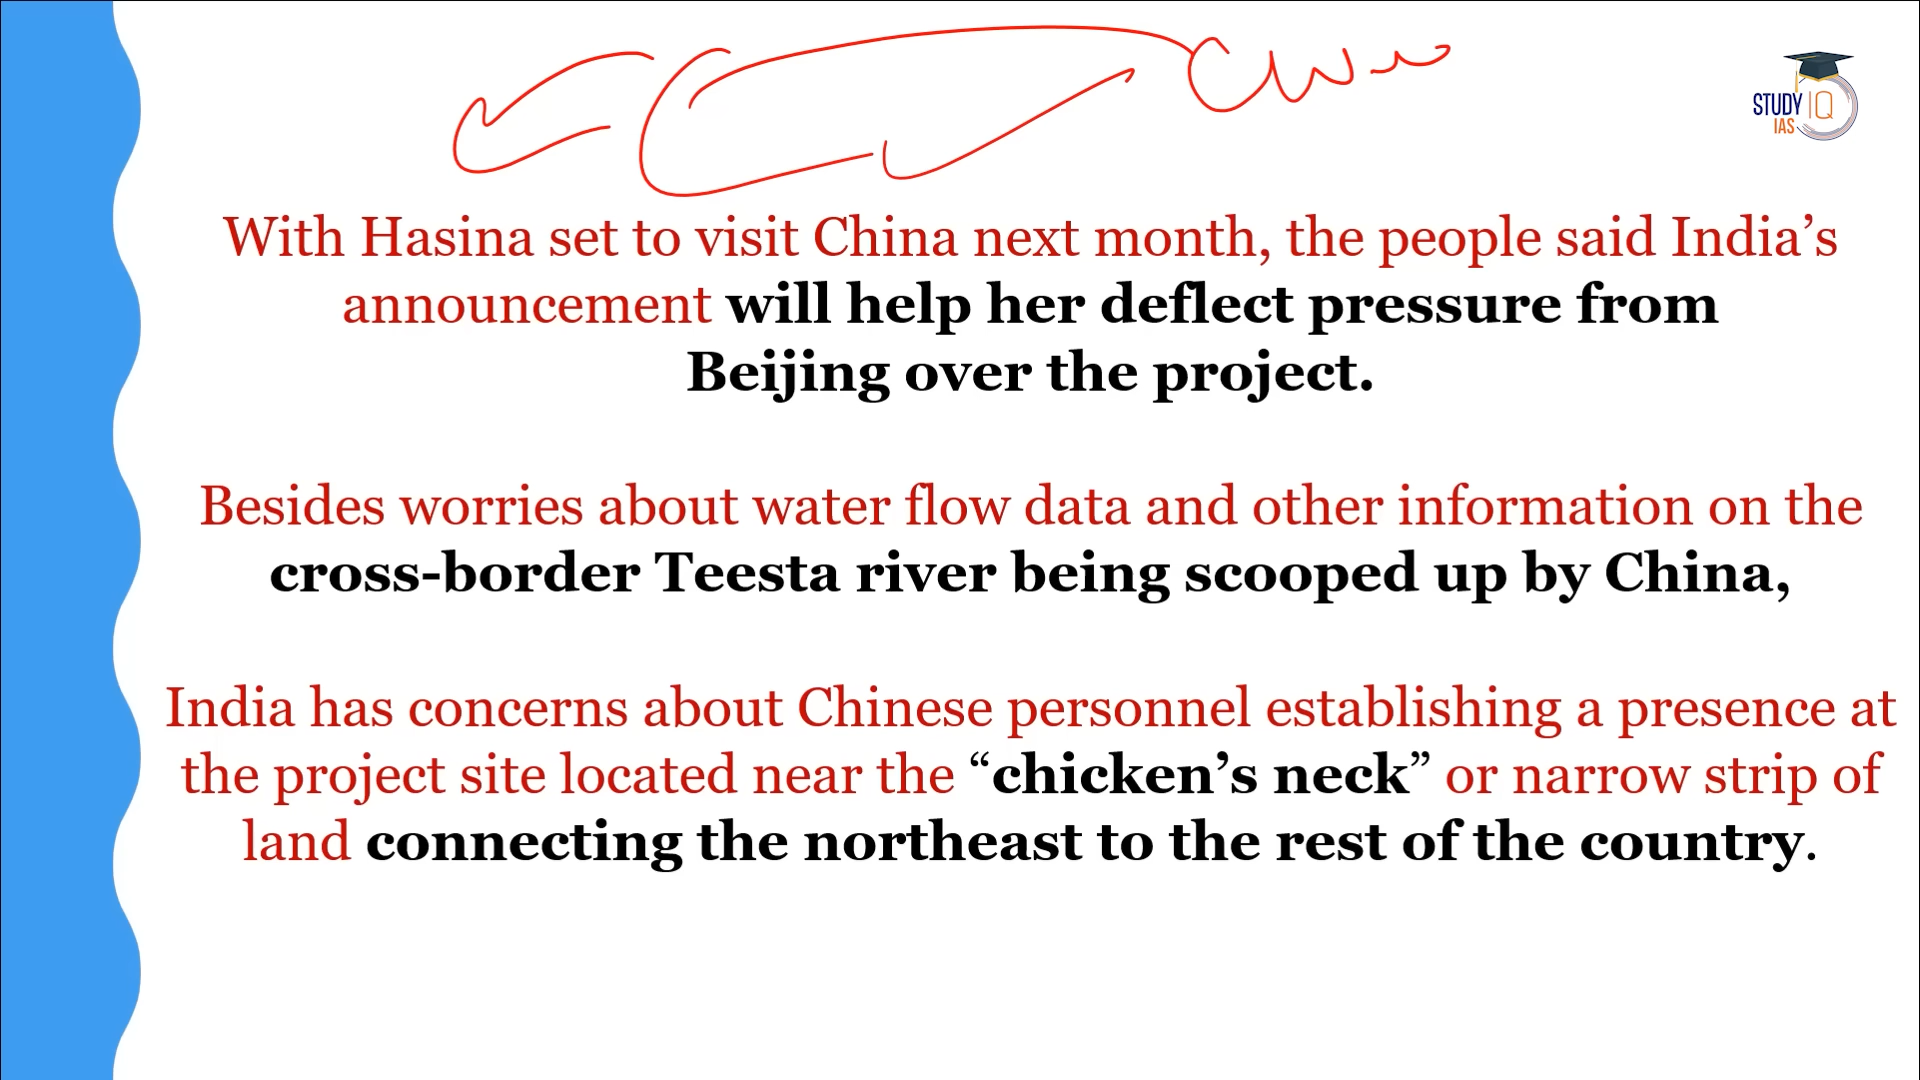 STUDY IQ
IAS
With Hasina set to visit China next month, the people said India’s
announcement will help her deflect pressure from
Beijing over the project.
Besides worries about water flow data and other information on the
cross-border Teesta river being scooped up by China,
India has concerns about Chinese personnel establishing a presence at
the project site located near the “chicken’s neck” or narrow strip of
land connecting the northeast to the rest of the country.